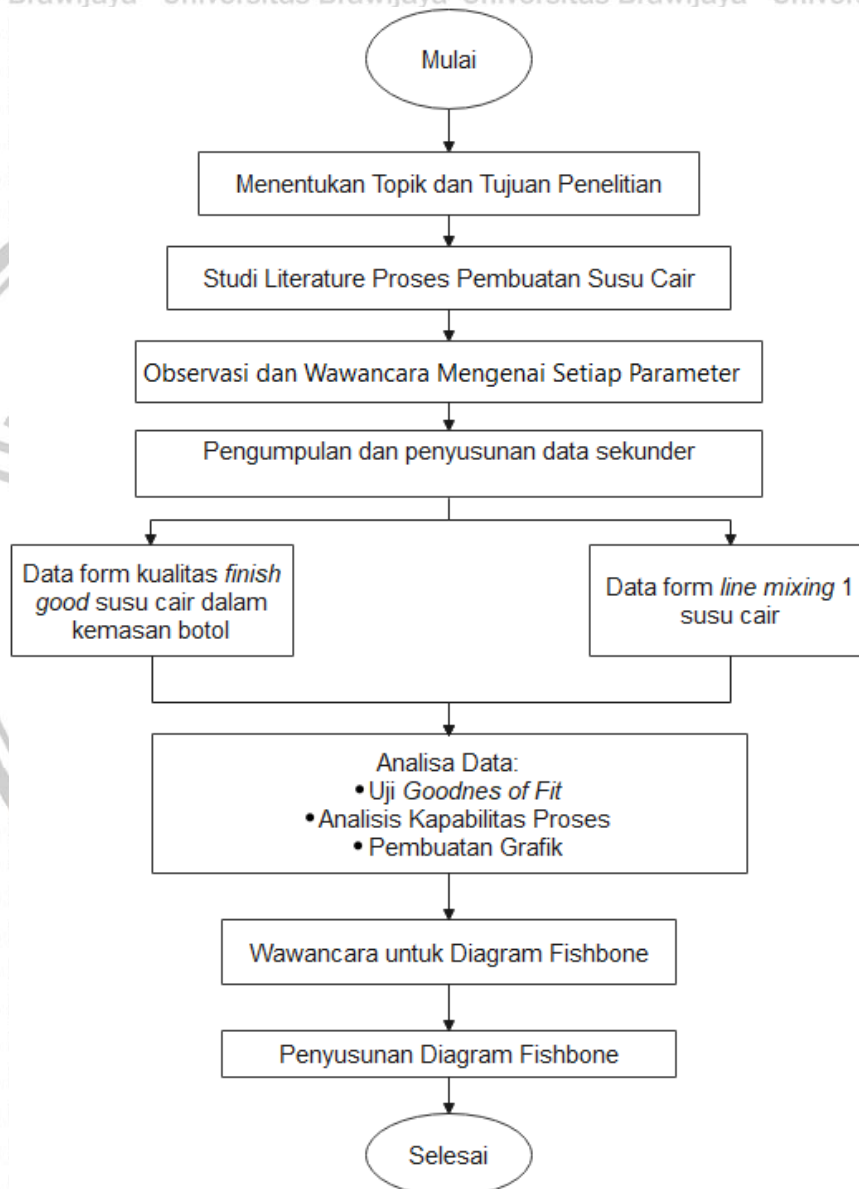 Brawijaya Universitas Brawijaya Universitas Brawijaya Univers
Mulai
Menentukan Topik dan Tujuan Penelitian
Studi Literature Proses Pembuatan Susu Cair
Observasi dan Wawancara Mengenai Setiap Parameter
Pengumpulan dan penyusunan data sekunder
Data form kualitas finish
good susu cair dalam
kemasan botol
Data form line mixing 1
susu cair
Analisa Data:
• Uji Goodnes of Fit
• Analisis Kapabilitas Proses
• Pembuatan Grafik
Wawancara untuk Diagram Fishbone
Penyusunan Diagram Fishbone
Selesai